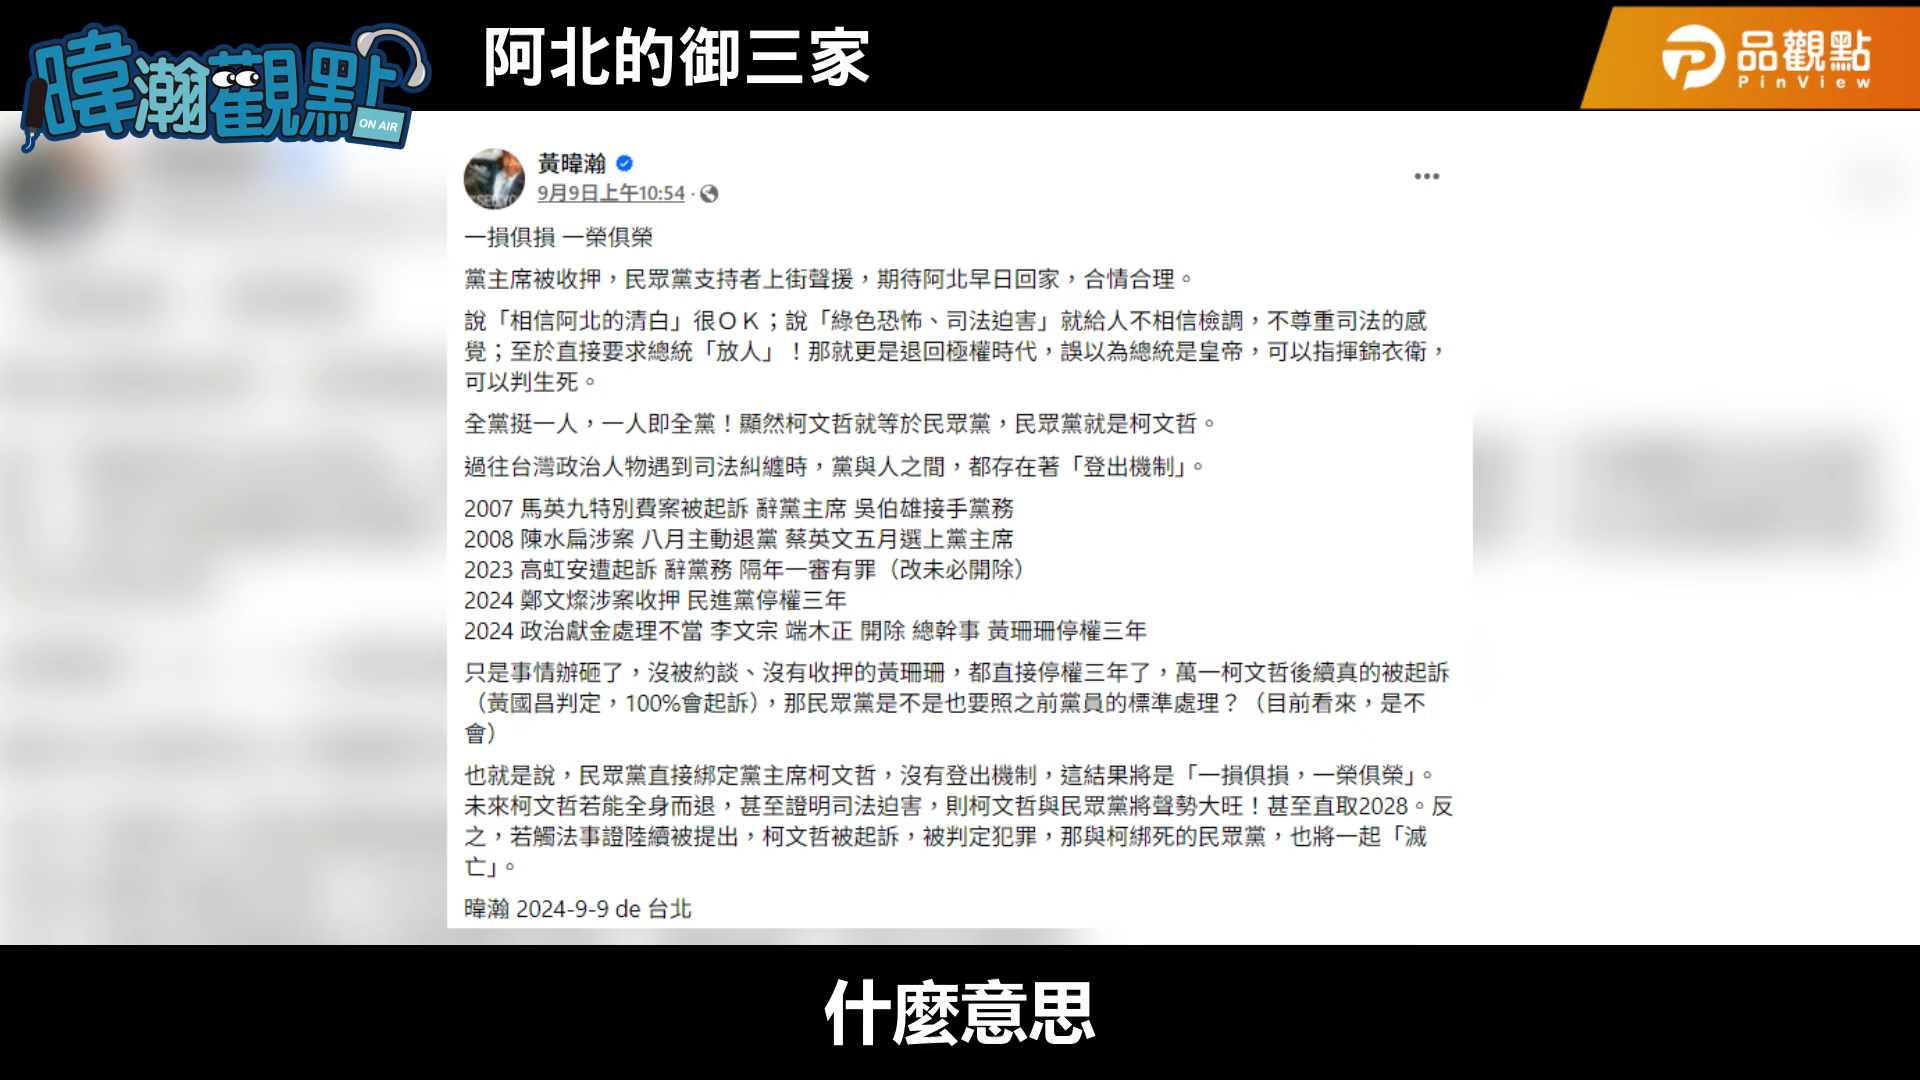 暐瀚觀點
ON AIR
阿北的御三家
品觀點
PinView
黃暐瀚
9月9日上午10:54 ·
一損俱損 一榮俱榮
黨主席被收押，民眾黨支持者上街聲援，期待阿北早日回家，合情合理。
說「相信阿北的清白」很ＯＫ；說「綠色恐怖、司法迫害」就給人不相信檢調，不尊重司法的感
覺；至於直接要求總統「放人」！那就更是退回極權時代，誤以為總統是皇帝，可以指揮錦衣衛，
可以判生死。
全黨挺一人，一人即全黨！顯然柯文哲就等於民眾黨，民眾黨就是柯文哲。
過往台灣政治人物遇到司法糾纏時，黨與人之間，都存在著「登出機制」。
2007 馬英九特別費案被起訴 辭黨主席 吳伯雄接手黨務
2008 陳水扁涉案 八月主動退黨 蔡英文五月選上黨主席
2023 高虹安遭起訴 辭黨務 隔年一審有罪（改未必開除）
2024 鄭文燦涉案收押 民進黨停權三年
2024 政治獻金處理不當 李文宗 端木正 開除 總幹事 黃珊珊停權三年
只是事情辦砸了，沒被約談、沒有收押的黃珊珊，都直接停權三年了，萬一柯文哲後續真的被起訴
（黃國昌判定，100%會起訴），那民眾黨是不是也要照之前黨員的標準處理？（目前看來，是不
會）
也就是說，民眾黨直接綁定黨主席柯文哲，沒有登出機制，這結果將是「一損俱損，一榮俱榮」。
未來柯文哲若能全身而退，甚至證明司法迫害，則柯文哲與民眾黨將聲勢大旺！甚至直取2028。反
之，若觸法事證陸續被提出，柯文哲被起訴，被判定犯罪，那與柯綁死的民眾黨，也將一起「滅
亡」。
暐瀚 2024-9-9 de 台北
什麼意思